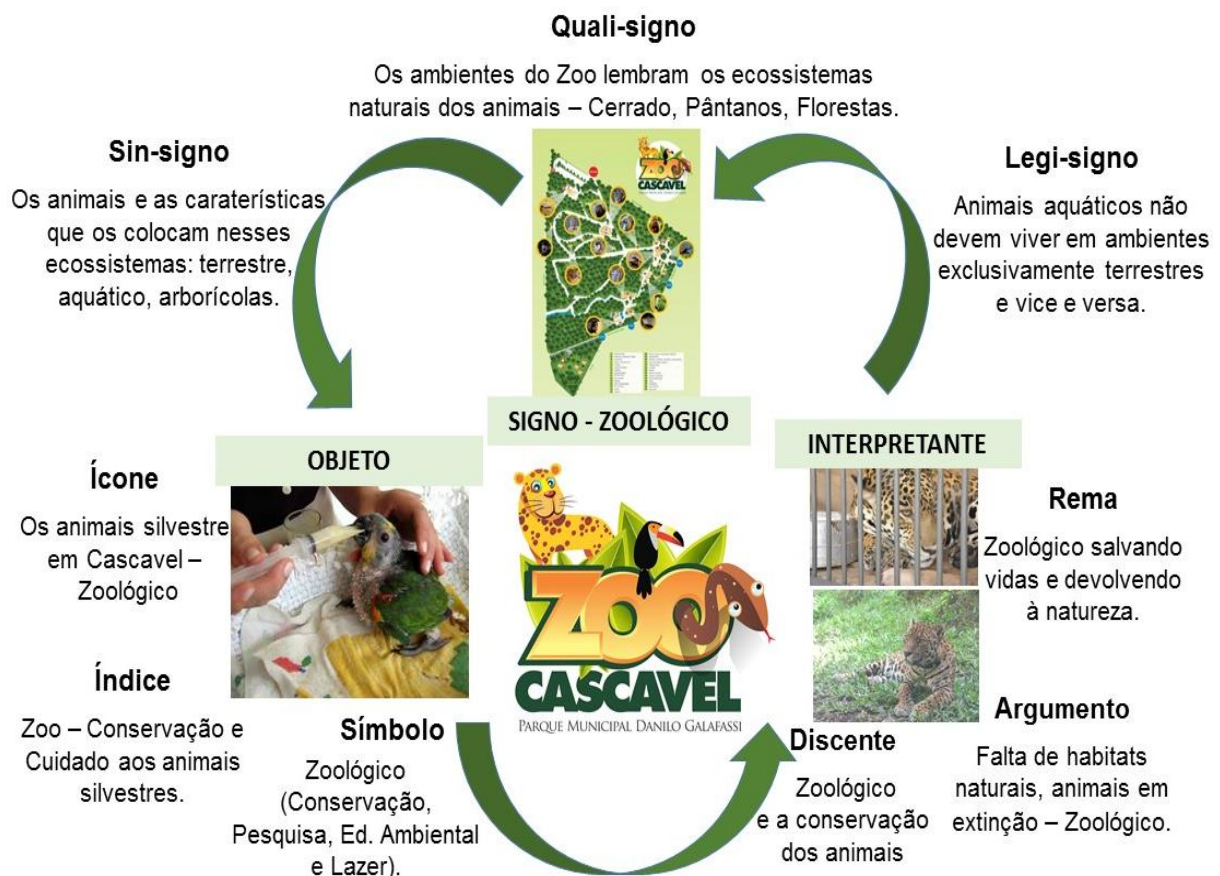 Quali-signo
Os ambientes do Zoo lembram os ecossistemas
naturais dos animais – Cerrado, Pântanos, Florestas.
Sin-signo
Os animais e as caraterísticas
que os colocam nesses
ecossistemas: terrestre,
aquático, arborícolas.
Legi-signo
Animais aquáticos não
devem viver em ambientes
exclusivamente terrestres
e vice e versa.
ZOO
CASCAVEL
SIGNO - ZOOLÓGICO
OBJETO
INTERPRETANTE
Ícone
Os animais silvestre
em Cascavel –
Zoológico
Índice
Zoo – Conservação e
Cuidado aos animais
silvestres.
Símbolo
Zoológico
(Conservação,
Pesquisa, Ed. Ambiental
e Lazer).
ZOO
CASCAVEL
PARQUE MUNICIPAL DANILO GALAFASSI
Rema
Zoológico salvando
vidas e devolvendo
à natureza.
Discente
Zoológico
e a conservação
dos animais
Argumento
Falta de habitats
naturais, animais em
extinção – Zoológico.